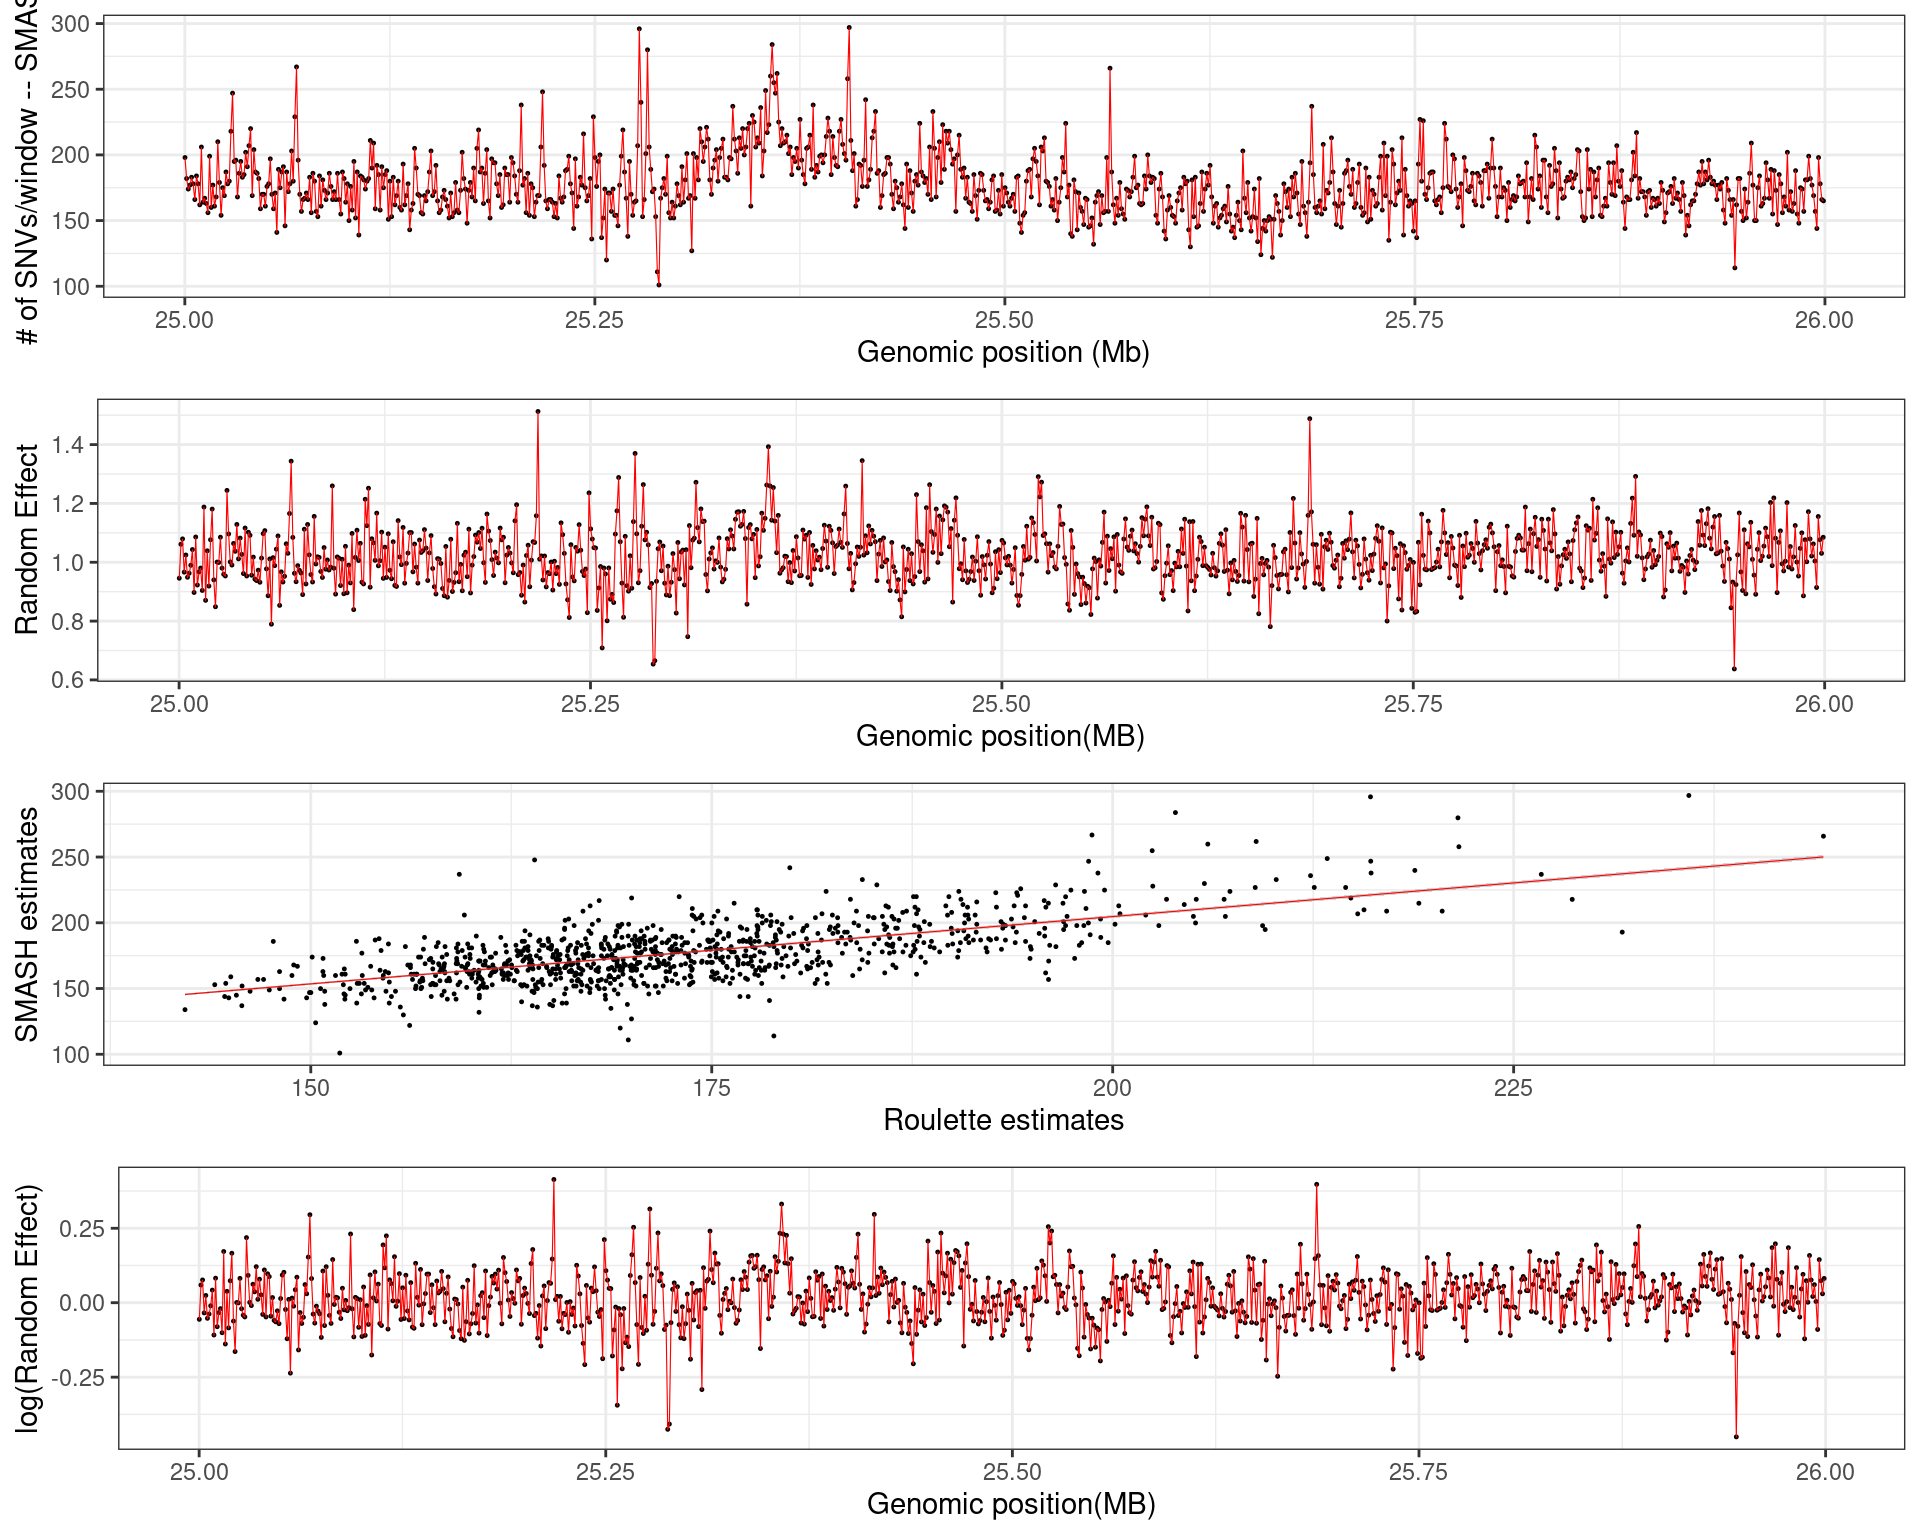 # of SNVs/window -- SMAS
300
250
200
150
100
25.00 25.25 25.50 25.75 26.00
Genomic position (Mb)
Random Effect
1.4
1.2
1.0
0.8
0.6
25.00 25.25 25.50 25.75 26.00
Genomic position(MB)
SMASH estimates
300
250
200
150
100
150 175 200 225
Roulette estimates
log(Random Effect)
0.25
0.00
-0.25
25.00 25.25 25.50 25.75 26.00
Genomic position(MB)